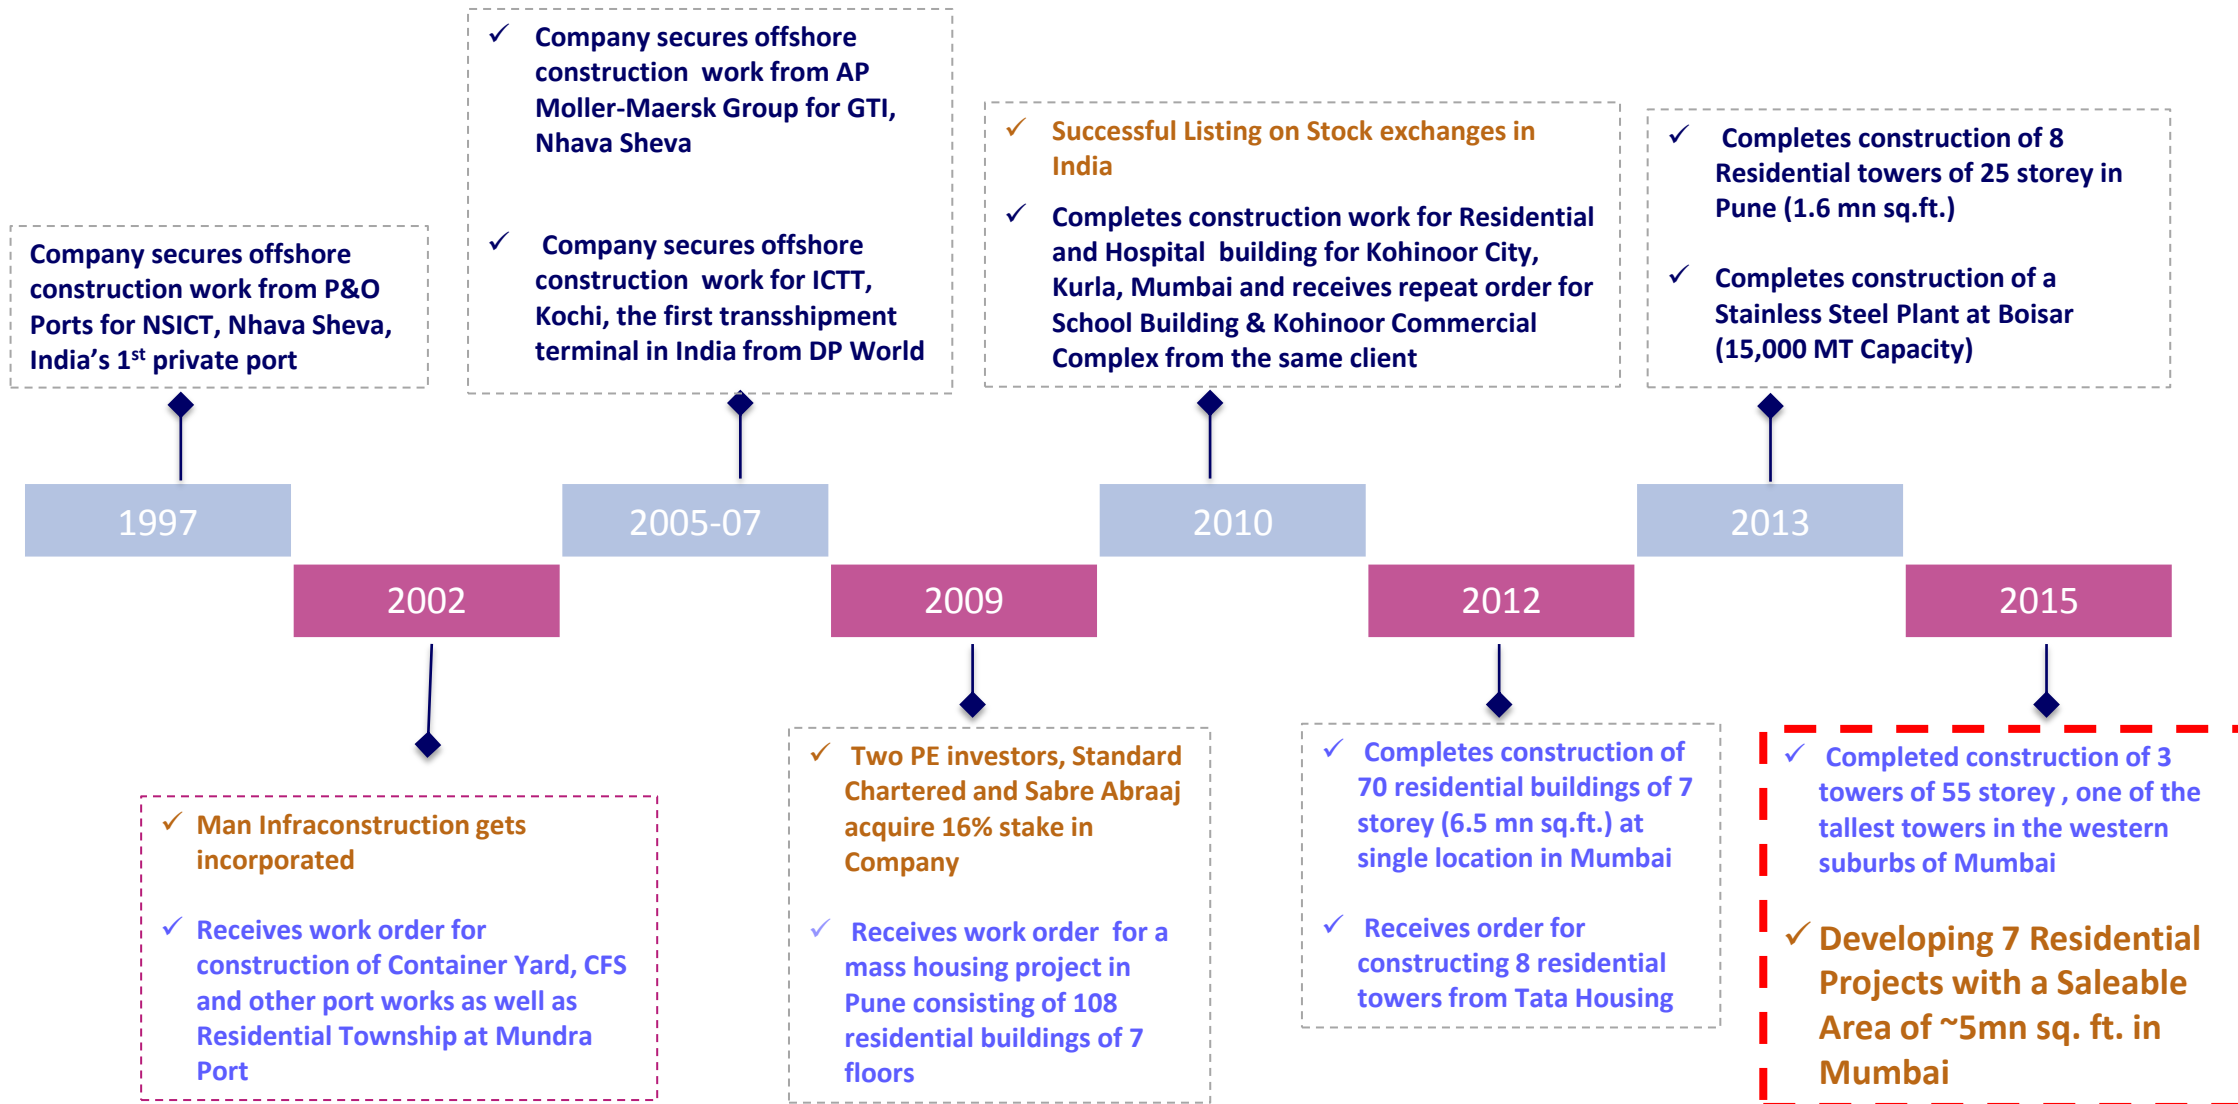 Company secures offshore
construction work from P&O
Ports for NSICT, Nhava Sheva,
India's 1st private port
✓ Company secures offshore
construction work from AP
Moller-Maersk Group for GTI,
Nhava Sheva
✓ Company secures offshore
construction work for ICTT,
Kochi, the first transshipment
terminal in India from DP World
✓ Successful Listing on Stock exchanges in
India
✓ Completes construction work for Residential
and Hospital building for Kohinoor City,
Kurla, Mumbai and receives repeat order for
School Building & Kohinoor Commercial
Complex from the same client
✓ Completes construction of 8
Residential towers of 25 storey in
Pune (1.6 mn sq.ft.)
✓ Completes construction of a
Stainless Steel Plant at Boisar
(15,000 MT Capacity)
1997
2005-07
2010
2013
2002
2009
2012
2015
✓ Man Infraconstruction gets
incorporated
✓ Receives work order for
construction of Container Yard, CFS
and other port works as well as
Residential Township at Mundra
Port
✓ Two PE investors, Standard
Chartered and Sabre Abraaj
acquire 16% stake in
Company
✓ Receives work order for a
mass housing project in
Pune consisting of 108
residential buildings of 7
floors
✓ Completes construction of
70 residential buildings of 7
storey (6.5 mn sq.ft.) at
single location in Mumbai
✓ Receives order for
constructing 8 residential
towers from Tata Housing
✓ Completed construction of 3
towers of 55 storey , one of the
tallest towers in the western
suburbs of Mumbai
✓ Developing 7 Residential
Projects with a Saleable
Area of ~5mn sq. ft. in
Mumbai